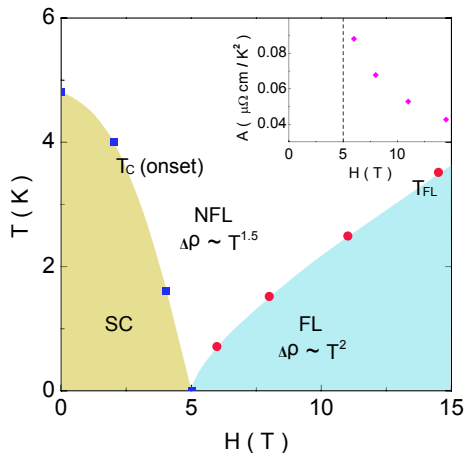 0.08
0.06
0.04
A ( μΩ cm / K² )
0 5 10
H ( T )
6
4
2
0
T ( K )
T_C (onset)
NFL
Δρ ~ T^1.5
T_FL
SC
FL
Δρ ~ T²
0 5 10 15
H ( T )